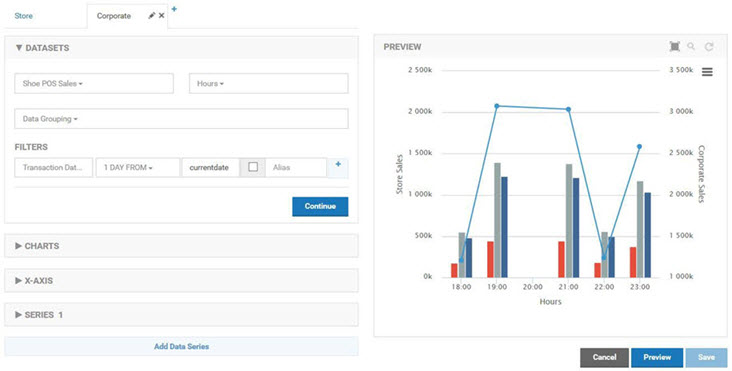 Store
Corporate
+
DATASETS
Shoe POS Sales
Hours
Data Grouping
FILTERS
Transaction Dat...
1 DAY FROM
currentdate
Alias
+
Continue
CHARTS
X-AXIS
SERIES 1
Add Data Series
PREVIEW
2 500k
2 000k
1 500k
1 000k
500k
0k
Store Sales
3 500k
3 000k
2 500k
2 000k
1 500k
1 000k
Corporate Sales
18:00 19:00 20:00 21:00 22:00 23:00
Hours
Cancel
Preview
Save